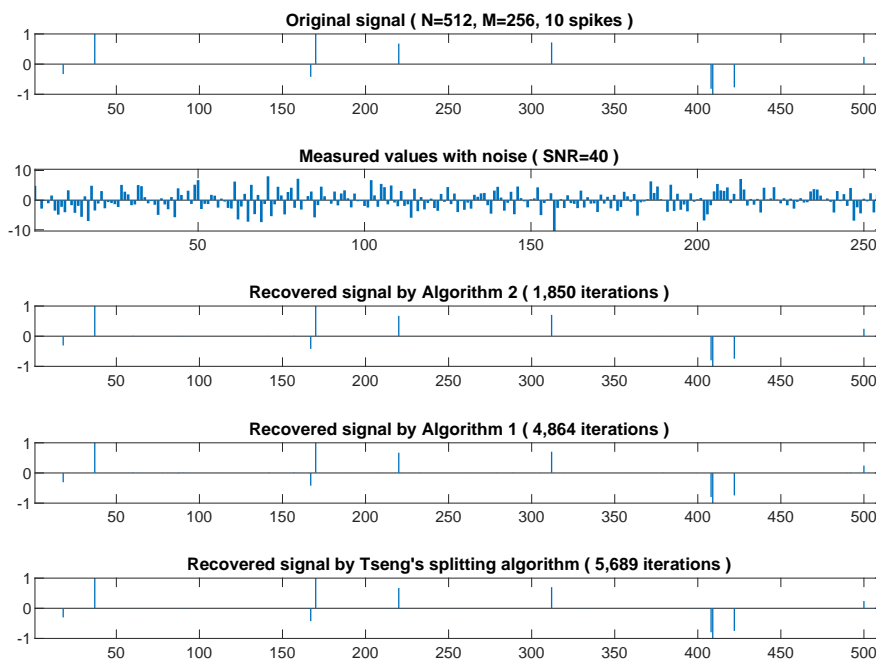 Original signal ( N=512, M=256, 10 spikes )
1
0
-1
50 100 150 200 250 300 350 400 450 500
Measured values with noise ( SNR=40 )
10
0
-10
50 100 150 200 250
Recovered signal by Algorithm 2 ( 1,850 iterations )
1
0
-1
50 100 150 200 250 300 350 400 450 500
Recovered signal by Algorithm 1 ( 4,864 iterations )
1
0
-1
50 100 150 200 250 300 350 400 450 500
Recovered signal by Tseng's splitting algorithm ( 5,689 iterations )
1
0
-1
50 100 150 200 250 300 350 400 450 500